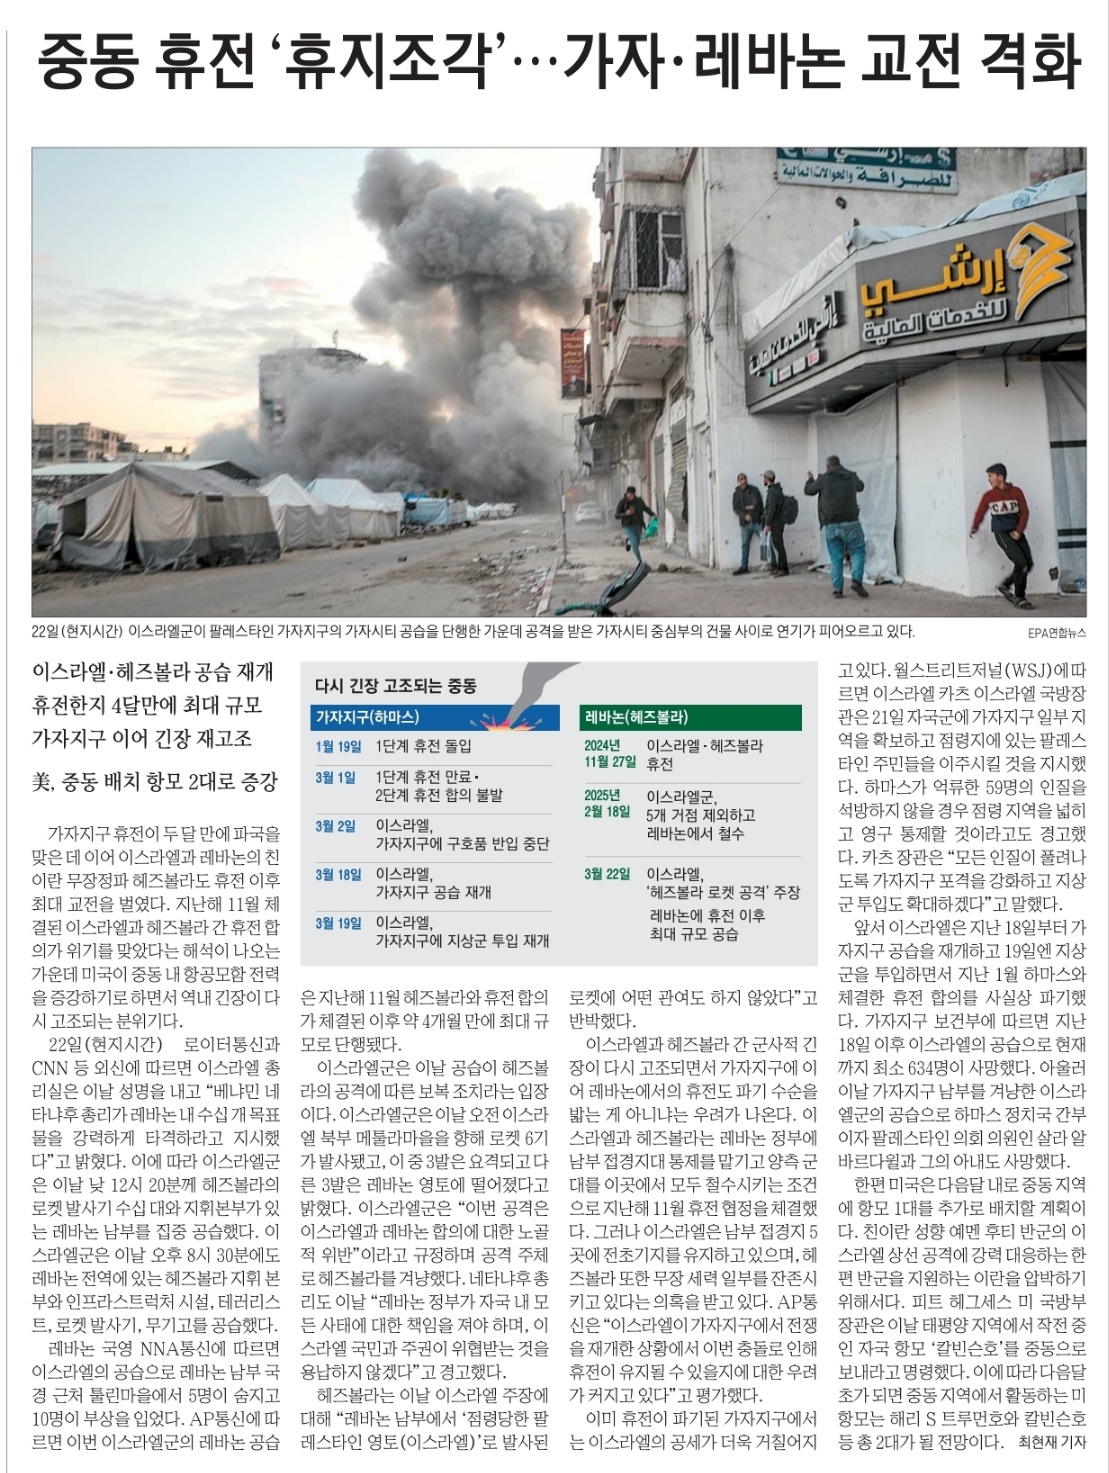 중동 휴전 ‘휴지조각’…가자·레바논 교전 격화
للصرافة والحوالات المالية
إرشي
للخدمات المالية
إرشي للخدمات المالية
CAP
22일(현지시간) 이스라엘군이 팔레스타인 가자지구의 가자시티 공습을 단행한 가운데 공격을 받은 가자시티 중심부의 건물 사이로 연기가 피어오르고 있다.
EPA연합뉴스
이스라엘·헤즈볼라 공습 재개
휴전한지 4달만에 최대 규모
가자지구 이어 긴장 재고조
美, 중동 배치 항모 2대로 증강
다시 긴장 고조되는 중동
가자지구(하마스)
1월 19일 1단계 휴전 돌입
3월 1일 1단계 휴전 만료·
2단계 휴전 합의 불발
3월 2일 이스라엘,
가자지구에 구호품 반입 중단
3월 18일 이스라엘,
가자지구 공습 재개
3월 19일 이스라엘,
가자지구에 지상군 투입 재개
레바논(헤즈볼라)
2024년 이스라엘·헤즈볼라
11월 27일 휴전
2025년 이스라엘군,
2월 18일 5개 거점 제외하고
레바논에서 철수
3월 22일 이스라엘,
‘헤즈볼라 로켓 공격’ 주장
레바논에 휴전 이후
최대 규모 공습
가자지구 휴전이 두 달 만에 파국을
맞은 데 이어 이스라엘과 레바논의 친
이란 무장정파 헤즈볼라도 휴전 이후
최대 교전을 벌였다. 지난해 11월 체
결된 이스라엘과 헤즈볼라 간 휴전 합
의가 위기를 맞았다는 해석이 나오는
가운데 미국이 중동 내 항공모함 전력
을 증강하기로 하면서 역내 긴장이 다
시 고조되는 분위기다.
22일(현지시간) 로이터통신과
CNN 등 외신에 따르면 이스라엘 총
리실은 이날 성명을 내고 “베냐민 네
타냐후 총리가 레바논 내 수십 개 목표
물을 강력하게 타격하라고 지시했
다”고 밝혔다. 이에 따라 이스라엘군
은 이날 낮 12시 20분께 헤즈볼라의
로켓 발사기 수십 대와 지휘본부가 있
는 레바논 남부를 집중 공습했다. 이
스라엘군은 이날 오후 8시 30분에도
레바논 전역에 있는 헤즈볼라 지휘 본
부와 인프라스트럭처 시설, 테러리스
트, 로켓 발사기, 무기고를 공습했다.
레바논 국영 NNA통신에 따르면
이스라엘의 공습으로 레바논 남부 국
경 근처 툴린마을에서 5명이 숨지고
10명이 부상을 입었다. AP통신에 따
르면 이번 이스라엘군의 레바논 공습
은 지난해 11월 헤즈볼라와 휴전 합의
가 체결된 이후 약 4개월 만에 최대 규
모로 단행됐다.
이스라엘군은 이날 공습이 헤즈볼
라의 공격에 따른 보복 조치라는 입장
이다. 이스라엘군은 이날 오전 이스라
엘 북부 메툴라마을을 향해 로켓 6기
가 발사됐고, 이 중 3발은 요격되고 다
른 3발은 레바논 영토에 떨어졌다고
밝혔다. 이스라엘군은 “이번 공격은
이스라엘과 레바논 합의에 대한 노골
적 위반”이라고 규정하며 공격 주체
로 헤즈볼라를 겨냥했다. 네타냐후 총
리도 이날 “레바논 정부가 자국 내 모
든 사태에 대한 책임을 져야 하며, 이
스라엘 국민과 주권이 위협받는 것을
용납하지 않겠다”고 경고했다.
헤즈볼라는 이날 이스라엘 주장에
대해 “레바논 남부에서 ‘점령당한 팔
레스타인 영토(이스라엘)’로 발사된
로켓에 어떤 관여도 하지 않았다”고
반박했다.
이스라엘과 헤즈볼라 간 군사적 긴
장이 다시 고조되면서 가자지구에 이
어 레바논에서의 휴전도 파기 수순을
밟는 게 아니냐는 우려가 나온다. 이
스라엘과 헤즈볼라는 레바논 정부에
남부 접경지대 통제를 맡기고 양측 군
대를 이곳에서 모두 철수시키는 조건
으로 지난해 11월 휴전 협정을 체결했
다. 그러나 이스라엘은 남부 접경지 5
곳에 전초기지를 유지하고 있으며, 헤
즈볼라 또한 무장 세력 일부를 잔존시
키고 있다는 의혹을 받고 있다. AP통
신은 “이스라엘이 가자지구에서 전쟁
을 재개한 상황에서 이번 충돌로 인해
휴전이 유지될 수 있을지에 대한 우려
가 커지고 있다”고 평가했다.
이미 휴전이 파기된 가자지구에서
는 이스라엘의 공세가 더욱 거칠어지
고 있다. 월스트리트저널(WSJ)에 따
르면 이스라엘 카츠 이스라엘 국방장
관은 21일 자국군에 가자지구 일부 지
역을 확보하고 점령지에 있는 팔레스
타인 주민들을 이주시킬 것을 지시했
다. 하마스가 억류한 59명의 인질을
석방하지 않을 경우 점령 지역을 넓히
고 영구 통제할 것이라고도 경고했
다. 카츠 장관은 “모든 인질이 풀려나
도록 가자지구 포격을 강화하고 지상
군 투입도 확대하겠다”고 말했다.
앞서 이스라엘은 지난 18일부터 가
자지구 공습을 재개하고 19일엔 지상
군을 투입하면서 지난 1월 하마스와
체결한 휴전 합의를 사실상 파기했
다. 가자지구 보건부에 따르면 지난
18일 이후 이스라엘의 공습으로 현재
까지 최소 634명이 사망했다. 아울러
이날 가자지구 남부를 겨냥한 이스라
엘군의 공습으로 하마스 정치국 간부
이자 팔레스타인 의회 의원인 살라 알
바르다윌과 그의 아내도 사망했다.
한편 미국은 다음달 내로 중동 지역
에 항모 1대를 추가로 배치할 계획이
다. 친이란 성향 예멘 후티 반군의 이
스라엘 상선 공격에 강력 대응하는 한
편 반군을 지원하는 이란을 압박하기
위해서다. 피트 헤그세스 미 국방부
장관은 이날 태평양 지역에서 작전 중
인 자국 항모 ‘칼빈슨호’를 중동으로
보내라고 명령했다. 이에 따라 다음달
초가 되면 중동 지역에서 활동하는 미
항모는 해리 S 트루먼호와 칼빈슨호
등 총 2대가 될 전망이다. 최현재 기자